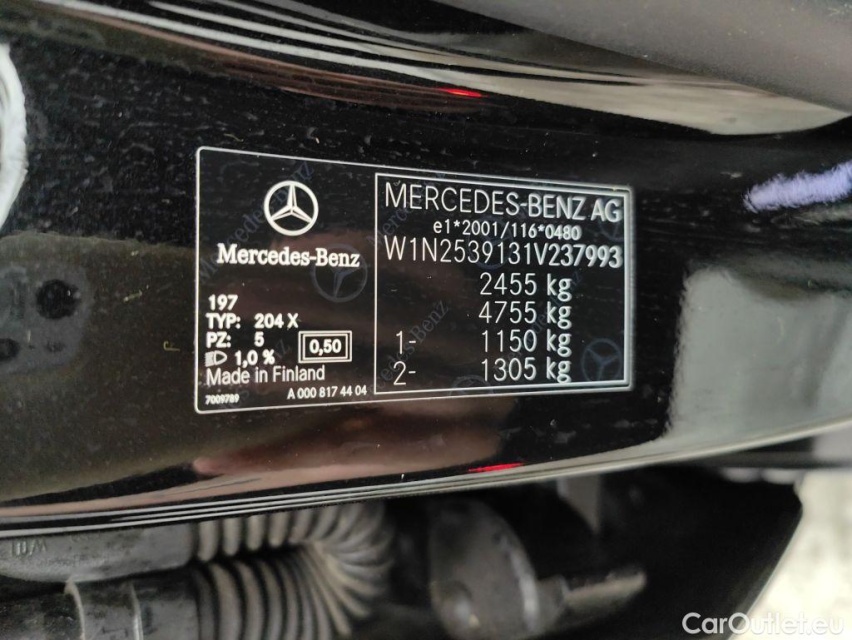 Mercedes-Benz
197
TYP: 204 X
PZ: 5
1,0 % 0,50
Made in Finland
7009789 A 000 817 44 04
MERCEDES-BENZ AG
e1*2001/116*0480
W1N2539131V237993
2455 kg
4755 kg
1- 1150 kg
2- 1305 kg
CarOutlet.eu